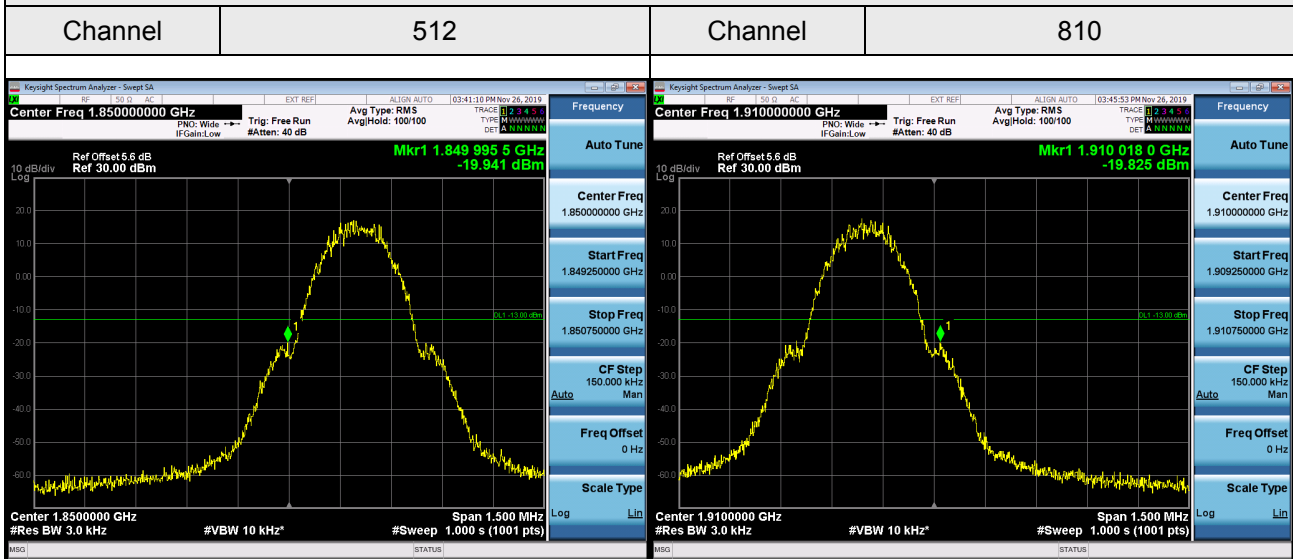 Channel 512 Channel 810
Keysight Spectrum Analyzer - Swept SA
LXI RF 50 Ω AC EXT REF ALIGN AUTO 03:41:10 PM Nov 26, 2019
Center Freq 1.850000000 GHz
PNO: Wide
IFGain:Low
Trig: Free Run
#Atten: 40 dB
Avg Type: RMS
Avg|Hold: 100/100
TRACE 1 2 3 4 5 6
TYPE M W W W W W
DET A N N N N N
Mkr1 1.849 995 5 GHz
-19.941 dBm
Ref Offset 5.6 dB
10 dB/div Ref 30.00 dBm
Log
20.0
10.0
0.00
-10.0
DL1 -13.00 dBm
1
-20.0
-30.0
-40.0
-50.0
-60.0
Center 1.8500000 GHz Span 1.500 MHz
#Res BW 3.0 kHz #VBW 10 kHz* #Sweep 1.000 s (1001 pts)
MSG STATUS
Frequency
Auto Tune
Center Freq
1.850000000 GHz
Start Freq
1.849250000 GHz
Stop Freq
1.850750000 GHz
CF Step
150.000 kHz
Auto Man
Freq Offset
0 Hz
Scale Type
Log Lin
Keysight Spectrum Analyzer - Swept SA
LXI RF 50 Ω AC EXT REF ALIGN AUTO 03:45:53 PM Nov 26, 2019
Center Freq 1.910000000 GHz
PNO: Wide
IFGain:Low
Trig: Free Run
#Atten: 40 dB
Avg Type: RMS
Avg|Hold: 100/100
TRACE 1 2 3 4 5 6
TYPE M W W W W W
DET A N N N N N
Mkr1 1.910 018 0 GHz
-19.825 dBm
Ref Offset 5.6 dB
10 dB/div Ref 30.00 dBm
Log
20.0
10.0
0.00
-10.0
DL1 -13.00 dBm
1
-20.0
-30.0
-40.0
-50.0
-60.0
Center 1.9100000 GHz Span 1.500 MHz
#Res BW 3.0 kHz #VBW 10 kHz* #Sweep 1.000 s (1001 pts)
MSG STATUS
Frequency
Auto Tune
Center Freq
1.910000000 GHz
Start Freq
1.909250000 GHz
Stop Freq
1.910750000 GHz
CF Step
150.000 kHz
Auto Man
Freq Offset
0 Hz
Scale Type
Log Lin